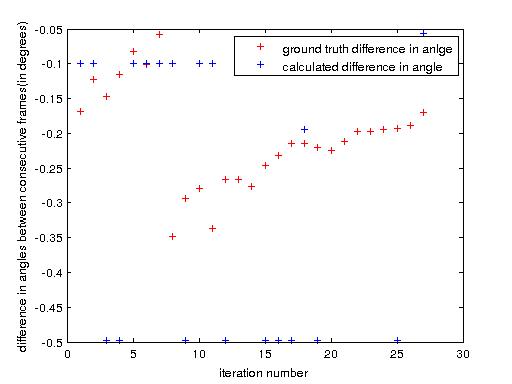 -0.05
ground truth difference in anlge
calculated difference in angle
-0.1
-0.15
-0.2
-0.25
-0.3
-0.35
-0.4
-0.45
-0.5
0 5 10 15 20 25 30
iteration number
difference in angles between consecutive frames(in degrees)